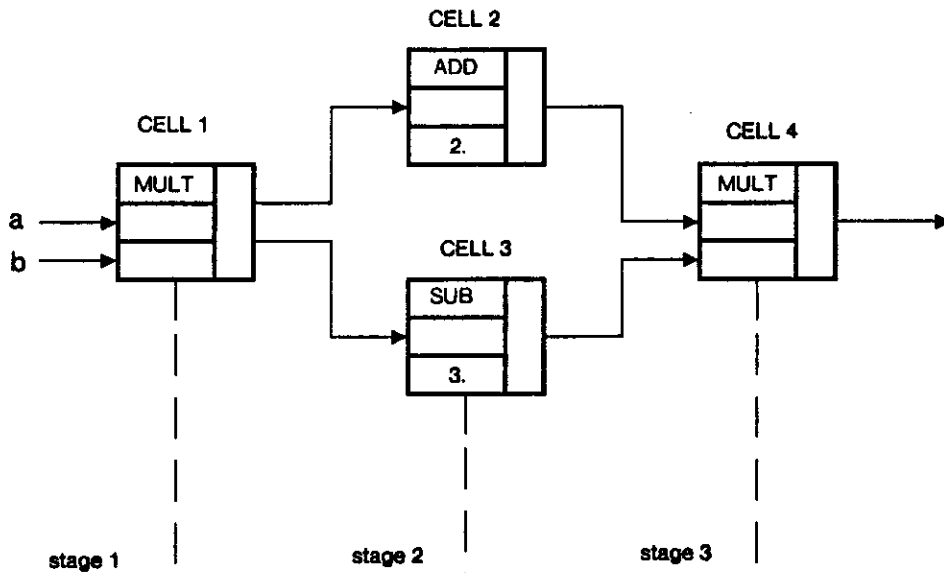 CELL 2
ADD
2.
CELL 1
MULT
a
b
CELL 3
SUB
3.
CELL 4
MULT
stage 1
stage 2
stage 3